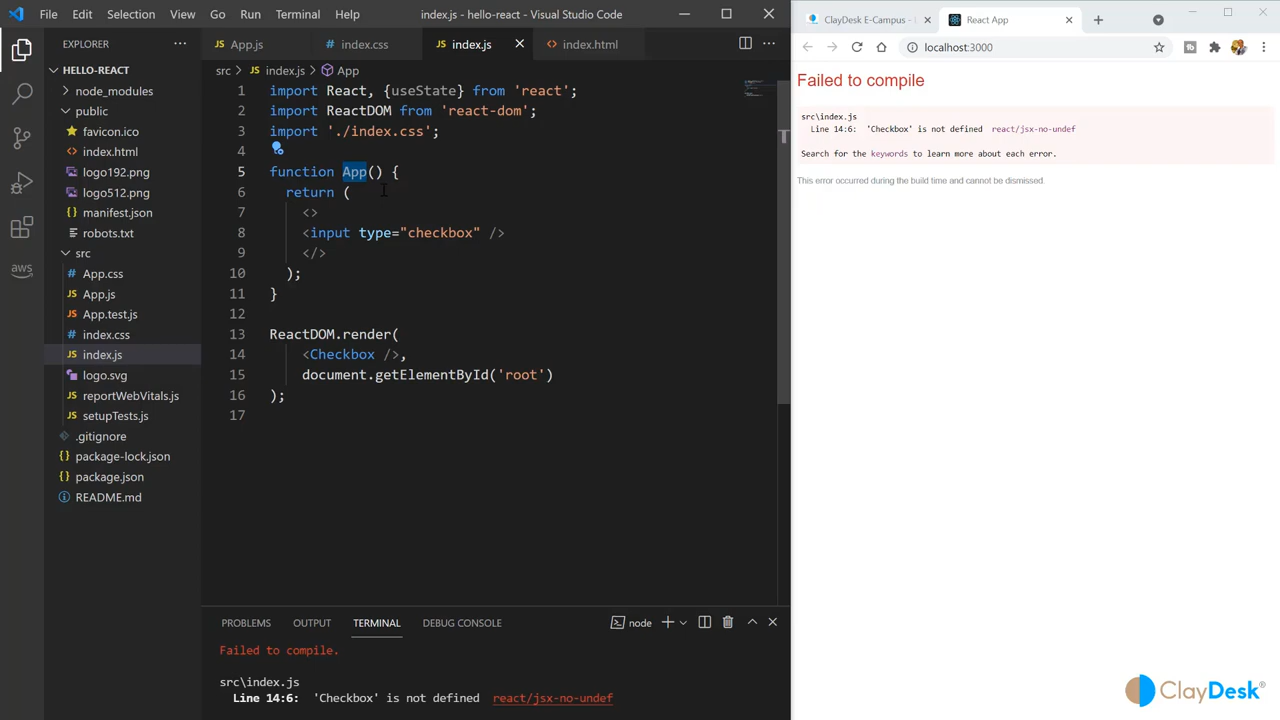 File Edit Selection View Go Run Terminal Help index.js - hello-react - Visual Studio Code
EXPLORER
HELLO-REACT
node_modules
public
favicon.ico
index.html
logo192.png
logo512.png
manifest.json
robots.txt
src
App.css
App.js
App.test.js
index.css
index.js
logo.svg
reportWebVitals.js
setupTests.js
.gitignore
package-lock.json
package.json
README.md
aws
JS App.js # index.css JS index.js <> index.html
src > JS index.js > App
1 import React, {useState} from 'react';
2 import ReactDOM from 'react-dom';
3 import './index.css';
4
5 function App() {
6 return (
7 <>
8 <input type="checkbox" />
9 </>
10 );
11 }
12
13 ReactDOM.render(
14 <Checkbox />,
15 document.getElementById('root')
16 );
17
PROBLEMS OUTPUT TERMINAL DEBUG CONSOLE node
Failed to compile.
src\index.js
Line 14:6: 'Checkbox' is not defined react/jsx-no-undef
ClayDesk E-Campus - React App
localhost:3000
Failed to compile
src\index.js
Line 14:6: 'Checkbox' is not defined react/jsx-no-undef
Search for the keywords to learn more about each error.
This error occurred during the build time and cannot be dismissed.
ClayDesk®